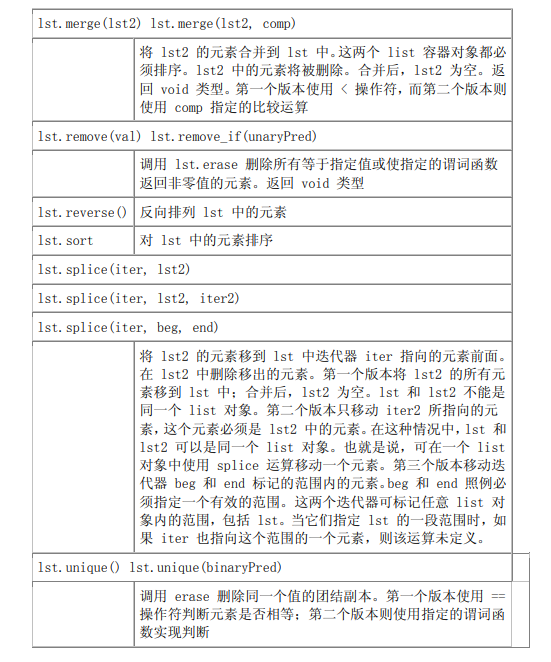 lst.merge(lst2) lst.merge(lst2, comp)
将 lst2 的元素合并到 lst 中。这两个 list 容器对象都必
须排序。lst2 中的元素将被删除。合并后，lst2 为空。返
回 void 类型。第一个版本使用 < 操作符，而第二个版本则
使用 comp 指定的比较运算
lst.remove(val) lst.remove_if(unaryPred)
调用 lst.erase 删除所有等于指定值或使指定的谓词函数
返回非零值的元素。返回 void 类型
lst.reverse() 反向排列 lst 中的元素
lst.sort 对 lst 中的元素排序
lst.splice(iter, lst2)
lst.splice(iter, lst2, iter2)
lst.splice(iter, beg, end)
将 lst2 的元素移到 lst 中迭代器 iter 指向的元素前面。
在 lst2 中删除移出的元素。第一个版本将 lst2 的所有元
素移到 lst 中；合并后，lst2 为空。lst 和 lst2 不能是
同一个 list 对象。第二个版本只移动 iter2 所指向的元
素，这个元素必须是 lst2 中的元素。在这种情况中，lst 和
lst2 可以是同一个 list 对象。也就是说，可在一个 list
对象中使用 splice 运算移动一个元素。第三个版本移动迭
代器 beg 和 end 标记的范围内的元素。beg 和 end 照例必
须指定一个有效的范围。这两个迭代器可标记任意 list 对
象内的范围，包括 lst。当它们指定 lst 的一段范围时，如
果 iter 也指向这个范围的一个元素，则该运算未定义。
lst.unique() lst.unique(binaryPred)
调用 erase 删除同一个值的团结副本。第一个版本使用 ==
操作符判断元素是否相等；第二个版本则使用指定的谓词函
数实现判断